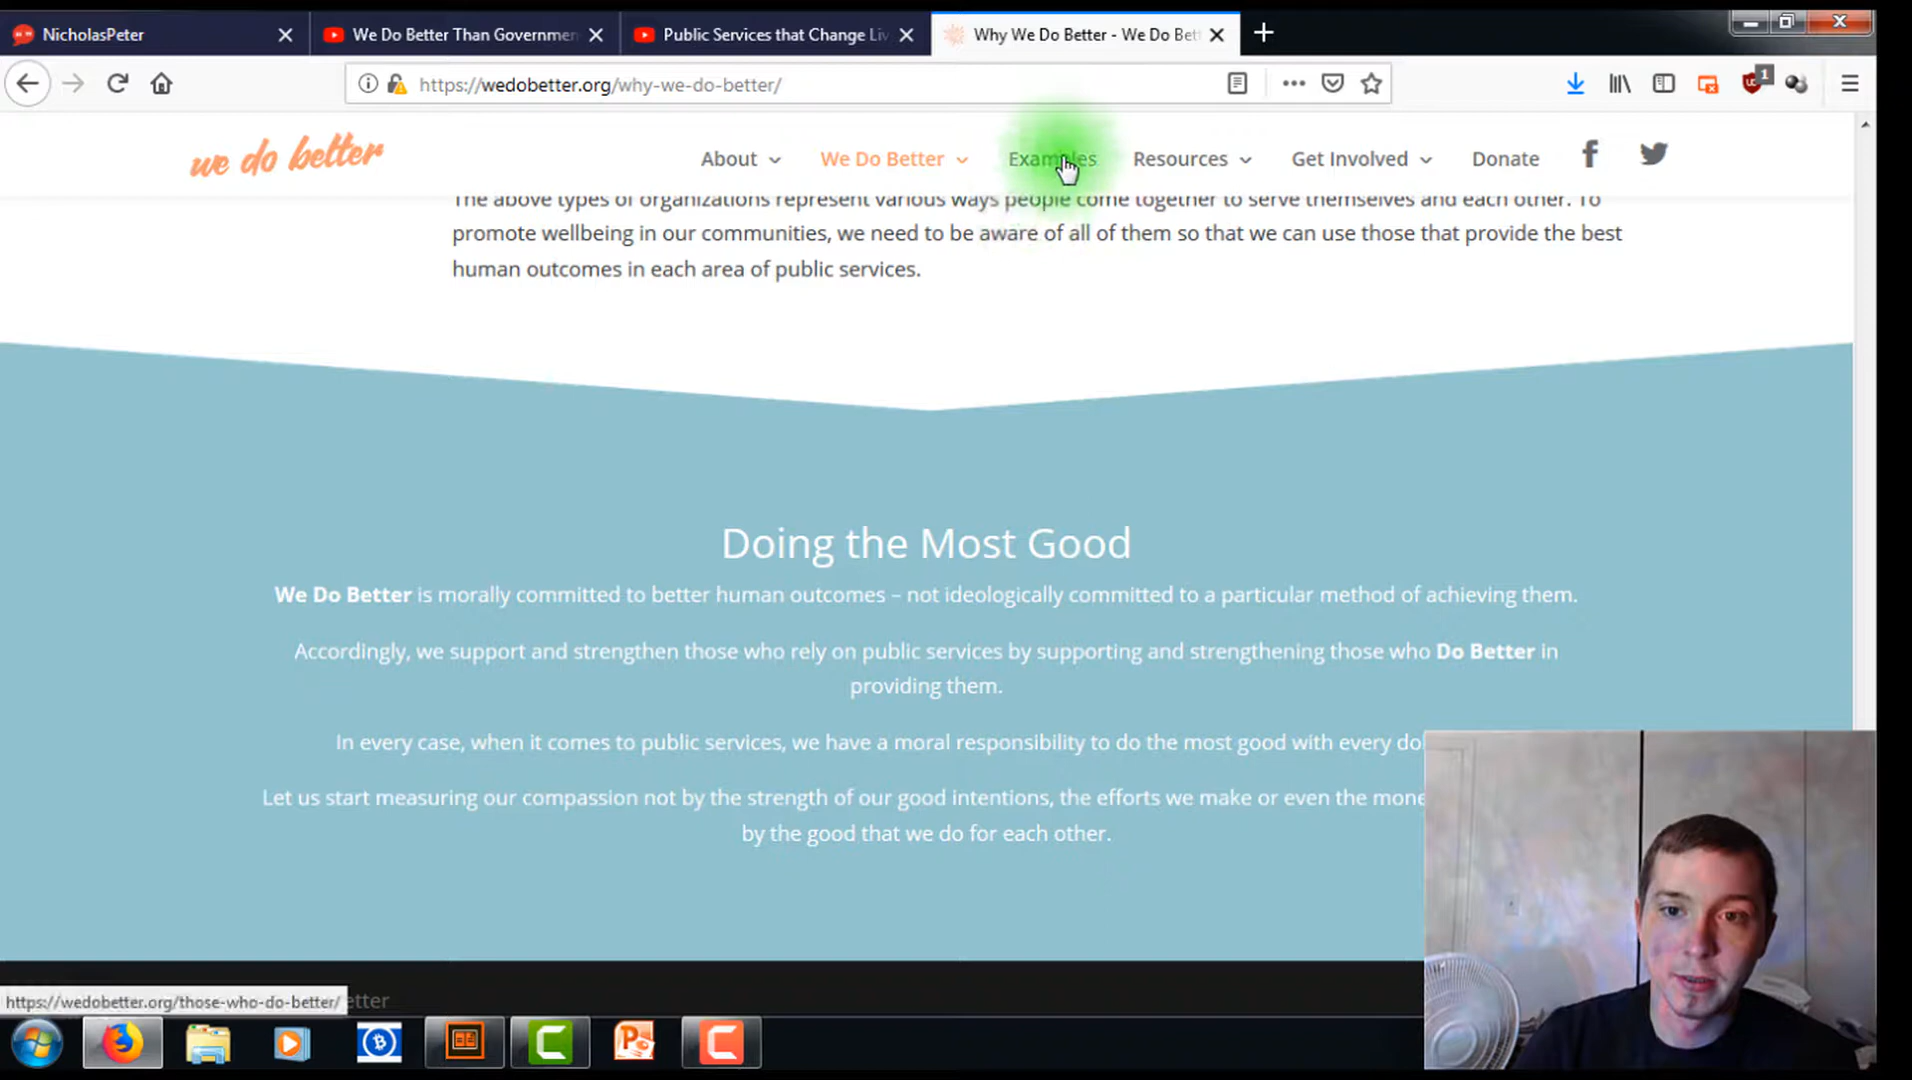 NicholasPeter
We Do Better Than Governmen
Public Services that Change Liv
Why We Do Better - We Do Bet
https://wedobetter.org/why-we-do-better/
1
we do better
About
We Do Better
Examples
Resources
Get Involved
Donate
The above types of organizations represent various ways people come together to serve themselves and each other. To
promote wellbeing in our communities, we need to be aware of all of them so that we can use those that provide the best
human outcomes in each area of public services.
Doing the Most Good
We Do Better is morally committed to better human outcomes – not ideologically committed to a particular method of achieving them.
Accordingly, we support and strengthen those who rely on public services by supporting and strengthening those who Do Better in
providing them.
In every case, when it comes to public services, we have a moral responsibility to do the most good with every do
Let us start measuring our compassion not by the strength of our good intentions, the efforts we make or even the mone
by the good that we do for each other.
https://wedobetter.org/those-who-do-better/ etter